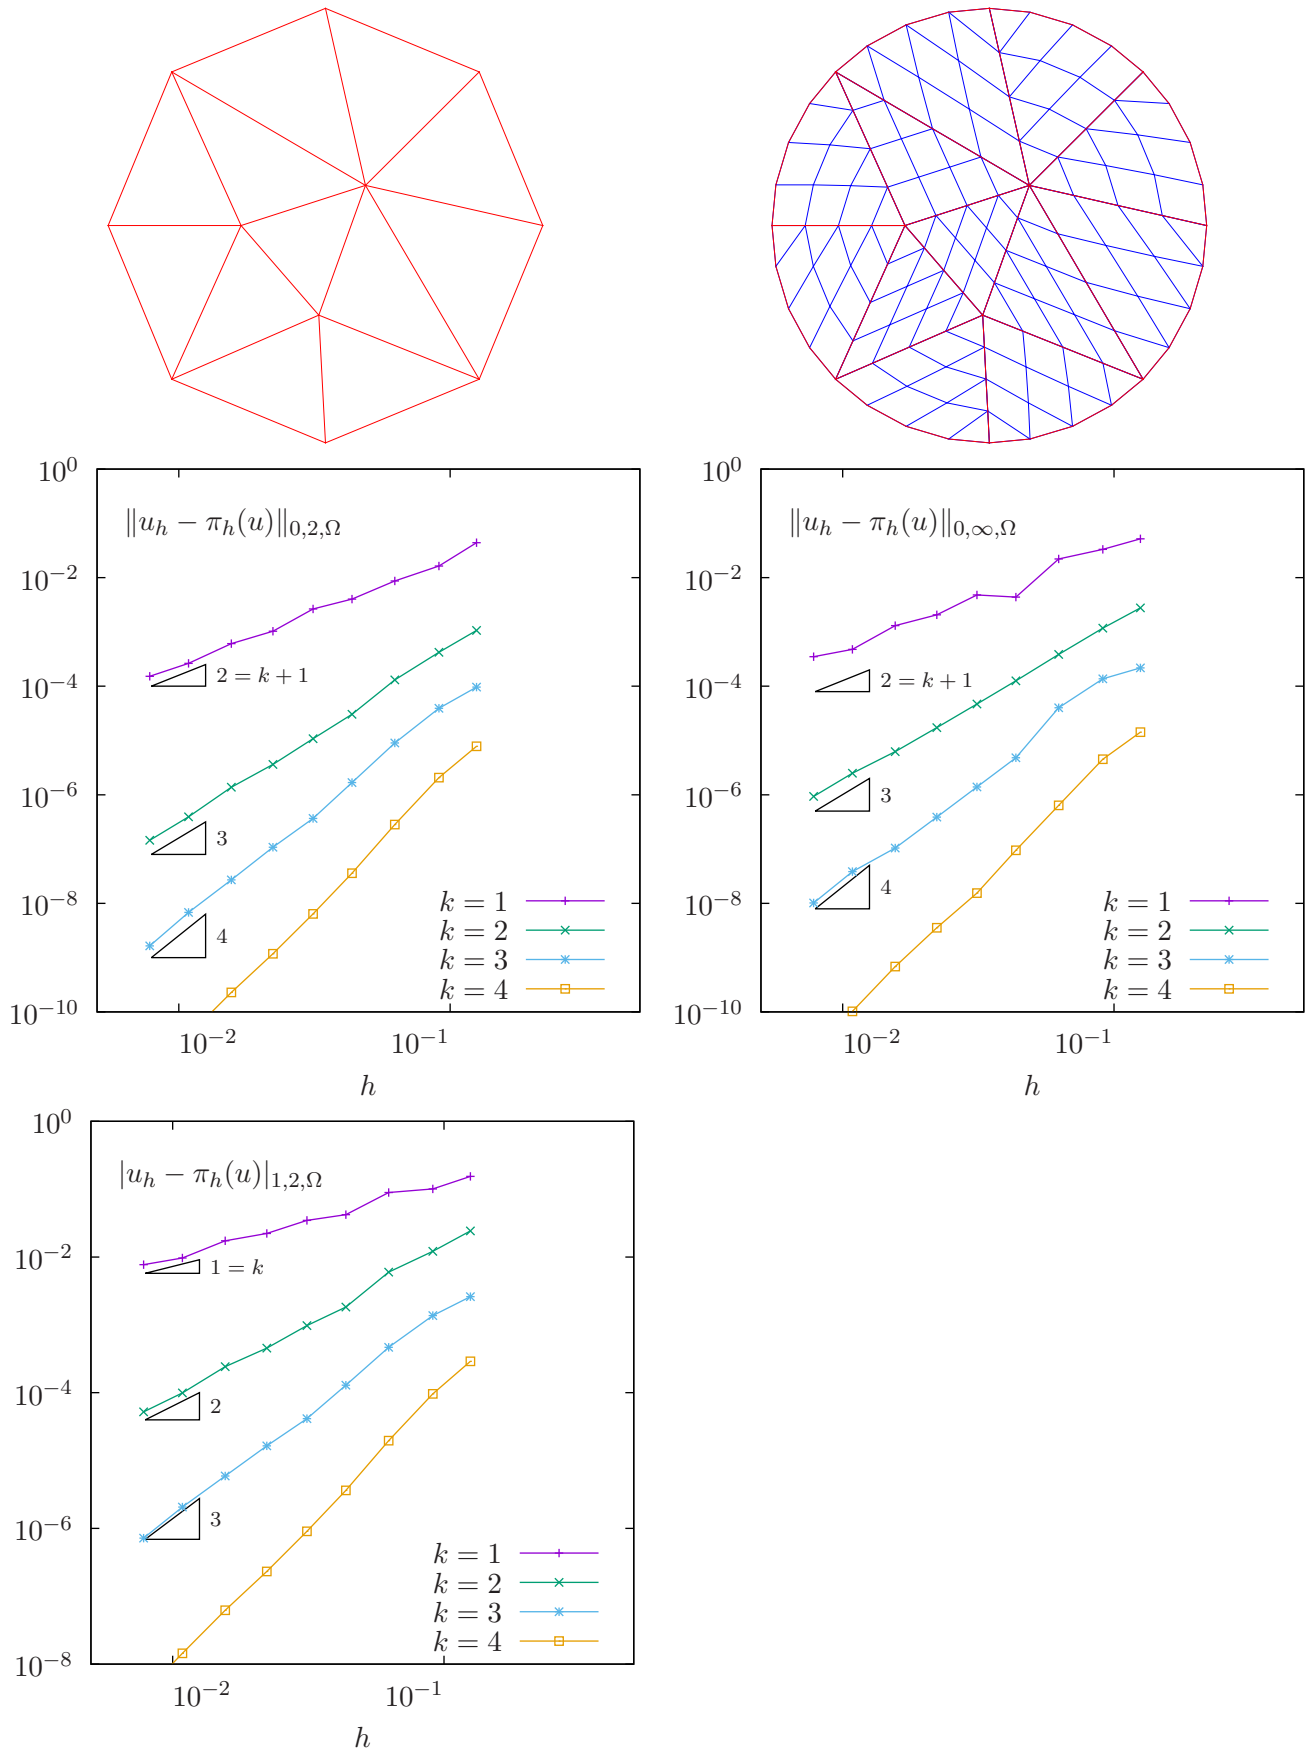 10^0
10^{-2}
10^{-4}
10^{-6}
10^{-8}
10^{-10}
‖u_h − π_h(u)‖_{0,2,Ω}
2 = k + 1
3
4
k = 1
k = 2
k = 3
k = 4
10^{-2} 10^{-1}
h
10^0
10^{-2}
10^{-4}
10^{-6}
10^{-8}
10^{-10}
‖u_h − π_h(u)‖_{0,∞,Ω}
2 = k + 1
3
4
k = 1
k = 2
k = 3
k = 4
10^{-2} 10^{-1}
h
10^0
10^{-2}
10^{-4}
10^{-6}
10^{-8}
|u_h − π_h(u)|_{1,2,Ω}
1 = k
2
3
k = 1
k = 2
k = 3
k = 4
10^{-2} 10^{-1}
h